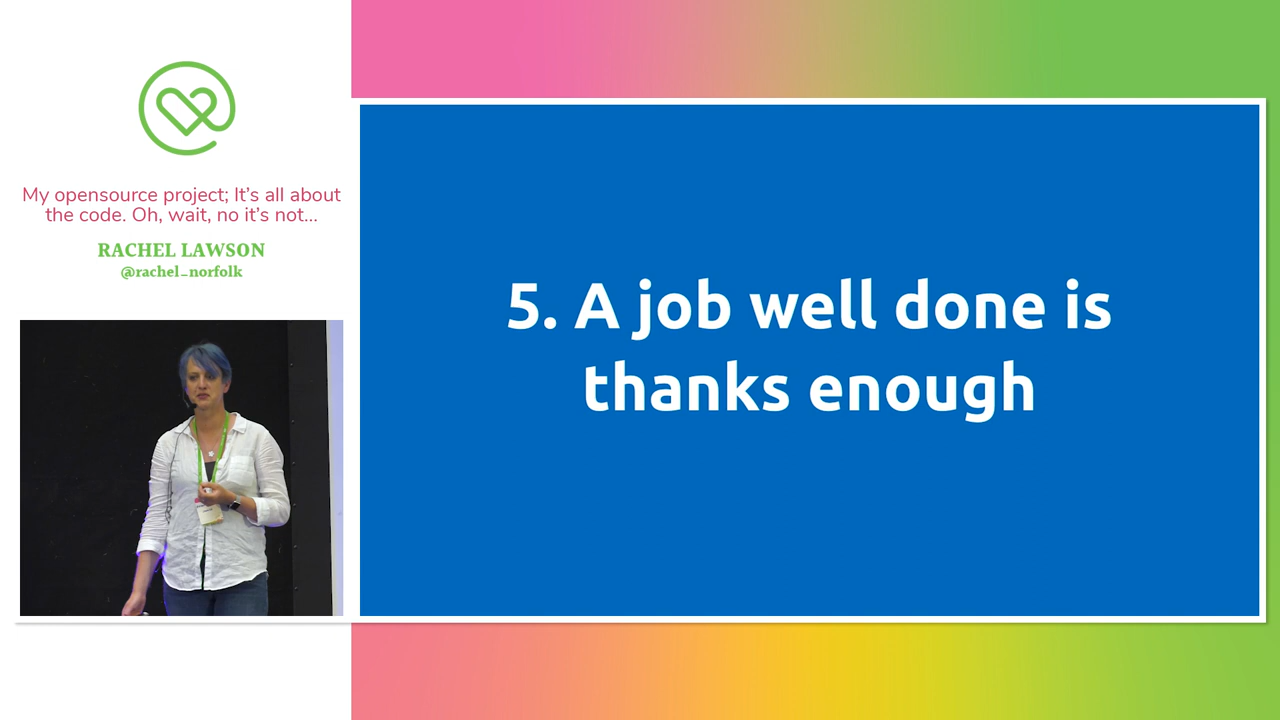 My opensource project; It's all about
the code. Oh, wait, no it's not...
RACHEL LAWSON
@rachel_norfolk
5. A job well done is
thanks enough